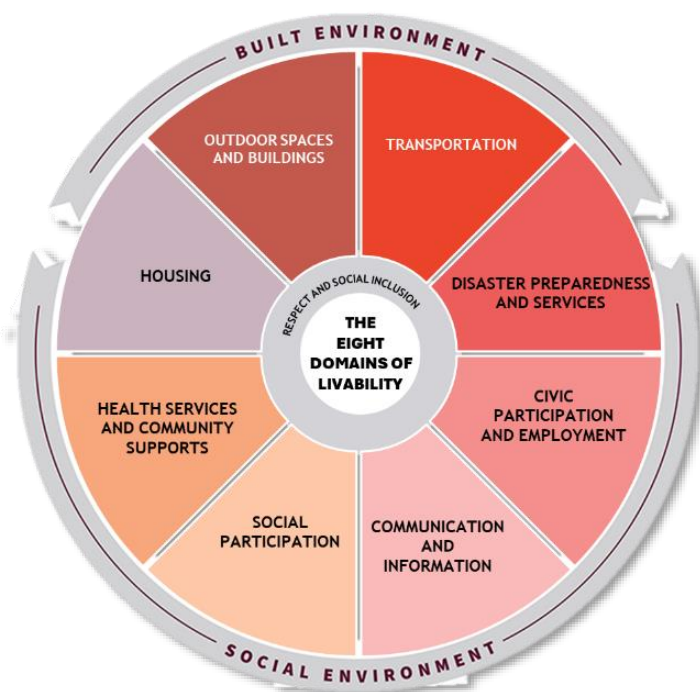 BUILT ENVIRONMENT
OUTDOOR SPACES
AND BUILDINGS
TRANSPORTATION
HOUSING
DISASTER PREPAREDNESS
AND SERVICES
RESPECT AND SOCIAL INCLUSION
THE
EIGHT
DOMAINS OF
LIVABILITY
HEALTH SERVICES
AND COMMUNITY
SUPPORTS
CIVIC
PARTICIPATION
AND EMPLOYMENT
SOCIAL
PARTICIPATION
COMMUNICATION
AND
INFORMATION
SOCIAL ENVIRONMENT